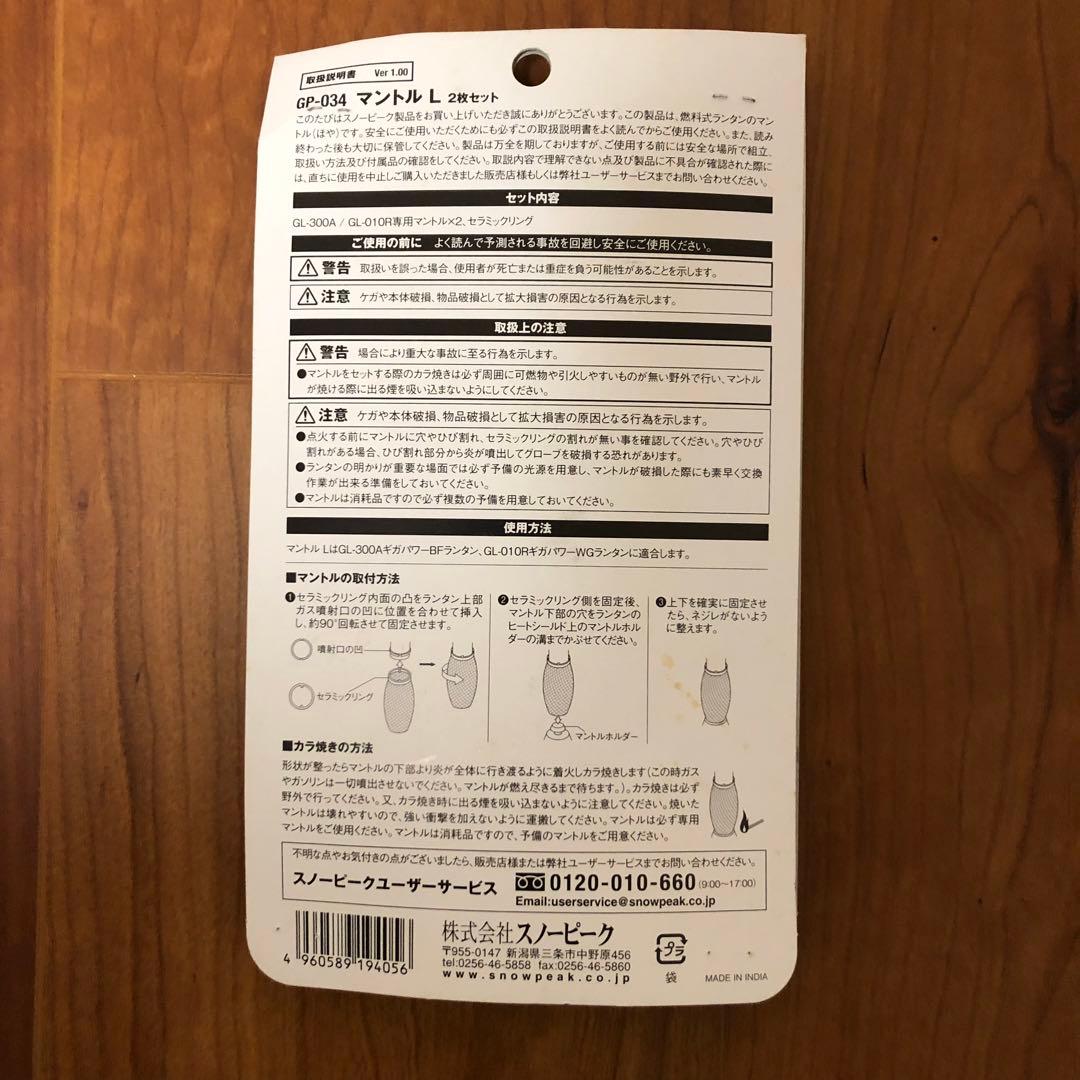 取扱説明書 Ver 1.00
GP-034 マントル L 2枚セット
このたびはスノーピーク製品をお買い上げいただき誠にありがとうございます。この製品は、燃料式ランタンのマン
トル(ほや)です。安全にご使用いただくためにも必ずこの取扱説明書をよく読んでからご使用ください。また、読み
終わった後も大切に保管してください。製品は万全を期しておりますが、ご使用する前には安全な場所で組立、
取扱い方法及び付属品の確認をしてください。取説内容で理解できない点及び製品に不具合が確認された際に
は、直ちに使用を中止しご購入いただきました販売店様もしくは弊社ユーザーサービスまでお問い合わせください。
セット内容
GL-300A / GL-010R専用マントル×2、セラミックリング
ご使用の前に よく読んで予測される事故を回避し安全にご使用ください。
警告 取扱いを誤った場合、使用者が死亡または重症を負う可能性があることを示します。
注意 ケガや本体破損、物品破損として拡大損害の原因となる行為を示します。
取扱上の注意
警告 場合により重大な事故に至る行為を示します。
●マントルをセットする際のカラ焼きは必ず周囲に可燃物や引火しやすいものが無い野外で行い、マントル
が焼ける際に出る煙を吸い込まないようにしてください。
注意 ケガや本体破損、物品破損として拡大損害の原因となる行為を示します。
●点火する前にマントルに穴やひび割れ、セラミックリングの割れが無い事を確認してください。穴やひび
割れがある場合、ひび割れ部分から炎が噴出してグローブを破損する恐れがあります。
●ランタンの明かりが重要な場面では必ず予備の光源を用意し、マントルが破損した際にも素早く交換
作業が出来る準備をしておいてください。
●マントルは消耗品ですので必ず複数の予備を用意しておいてください。
使用方法
マントル LはGL-300AギガパワーBFランタン、GL-010RギガパワーWGランタンに適合します。
■マントルの取付方法
❶セラミックリング内面の凸をランタン上部
ガス噴射口の凹に位置を合わせて挿入
し、約90°回転させて固定させます。
噴射口の凹
セラミックリング
❷セラミックリング側を固定後、
マントル下部の穴をランタンの
ヒートシールド上のマントルホル
ダーの溝までかぶせてください。
マントルホルダー
❸上下を確実に固定させ
たら、ネジレがないよう
に整えます。
■カラ焼きの方法
形状が整ったらマントルの下部より炎が全体に行き渡るように着火しカラ焼きします(この時ガス
やガソリンは一切噴出させないでください。マントルが燃え尽きるまで待ちます。)。カラ焼きは必ず
野外で行ってください。又、カラ焼き時に出る煙を吸い込まないように注意してください。焼いた
マントルは壊れやすいので、強い衝撃を加えないように運搬してください。マントルは必ず専用
マントルをご使用ください。マントルは消耗品ですので、予備のマントルをご用意ください。
不明な点やお気付きの点がございましたら、販売店様または弊社ユーザーサービスまでお問い合わせください。
スノーピークユーザーサービス 0120-010-660 (9:00〜17:00)
Email:userservice@snowpeak.co.jp
4 960589 194056
株式会社スノーピーク
〒955-0147 新潟県三条市中野原456
tel:0256-46-5858 fax:0256-46-5860
www.snowpeak.co.jp
プラ
袋
MADE IN INDIA